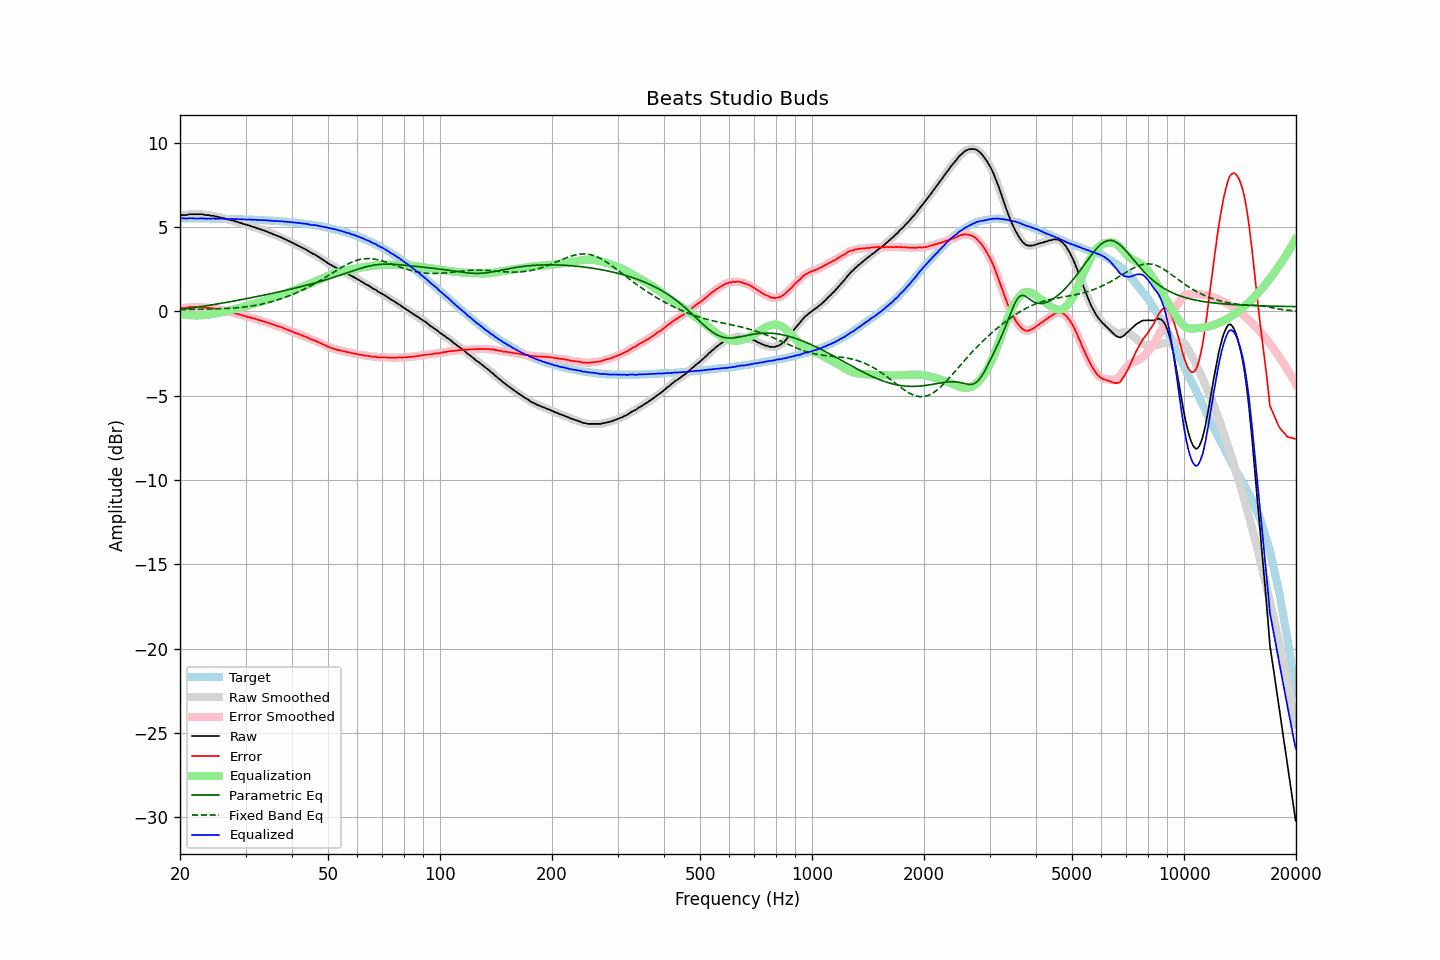 Beats Studio Buds
10
5
0
−5
−10
−15
−20
−25
−30
Amplitude (dBr)
Target
Raw Smoothed
Error Smoothed
Raw
Error
Equalization
Parametric Eq
Fixed Band Eq
Equalized
20 50 100 200 500 1000 2000 5000 10000 20000
Frequency (Hz)